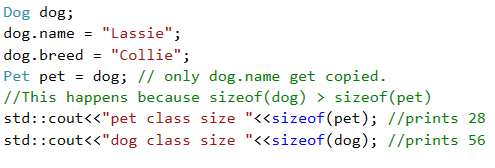 Dog dog;
dog.name = "Lassie";
dog.breed = "Collie";
Pet pet = dog; // only dog.name get copied.
//This happens because sizeof(dog) > sizeof(pet)
std::cout<<"pet class size "<<sizeof(pet); //prints 28
std::cout<<"dog class size "<<sizeof(dog); //prints 56